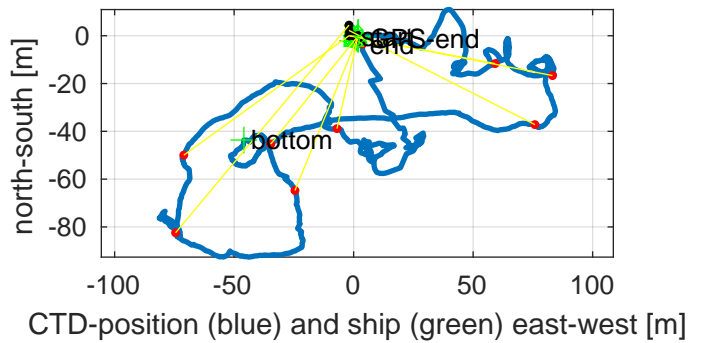 north-south [m]
0
-20
-40
-60
-80
GPS-end
end
bottom
-100
-50
0
50
100
CTD-position (blue) and ship (green) east-west [m]